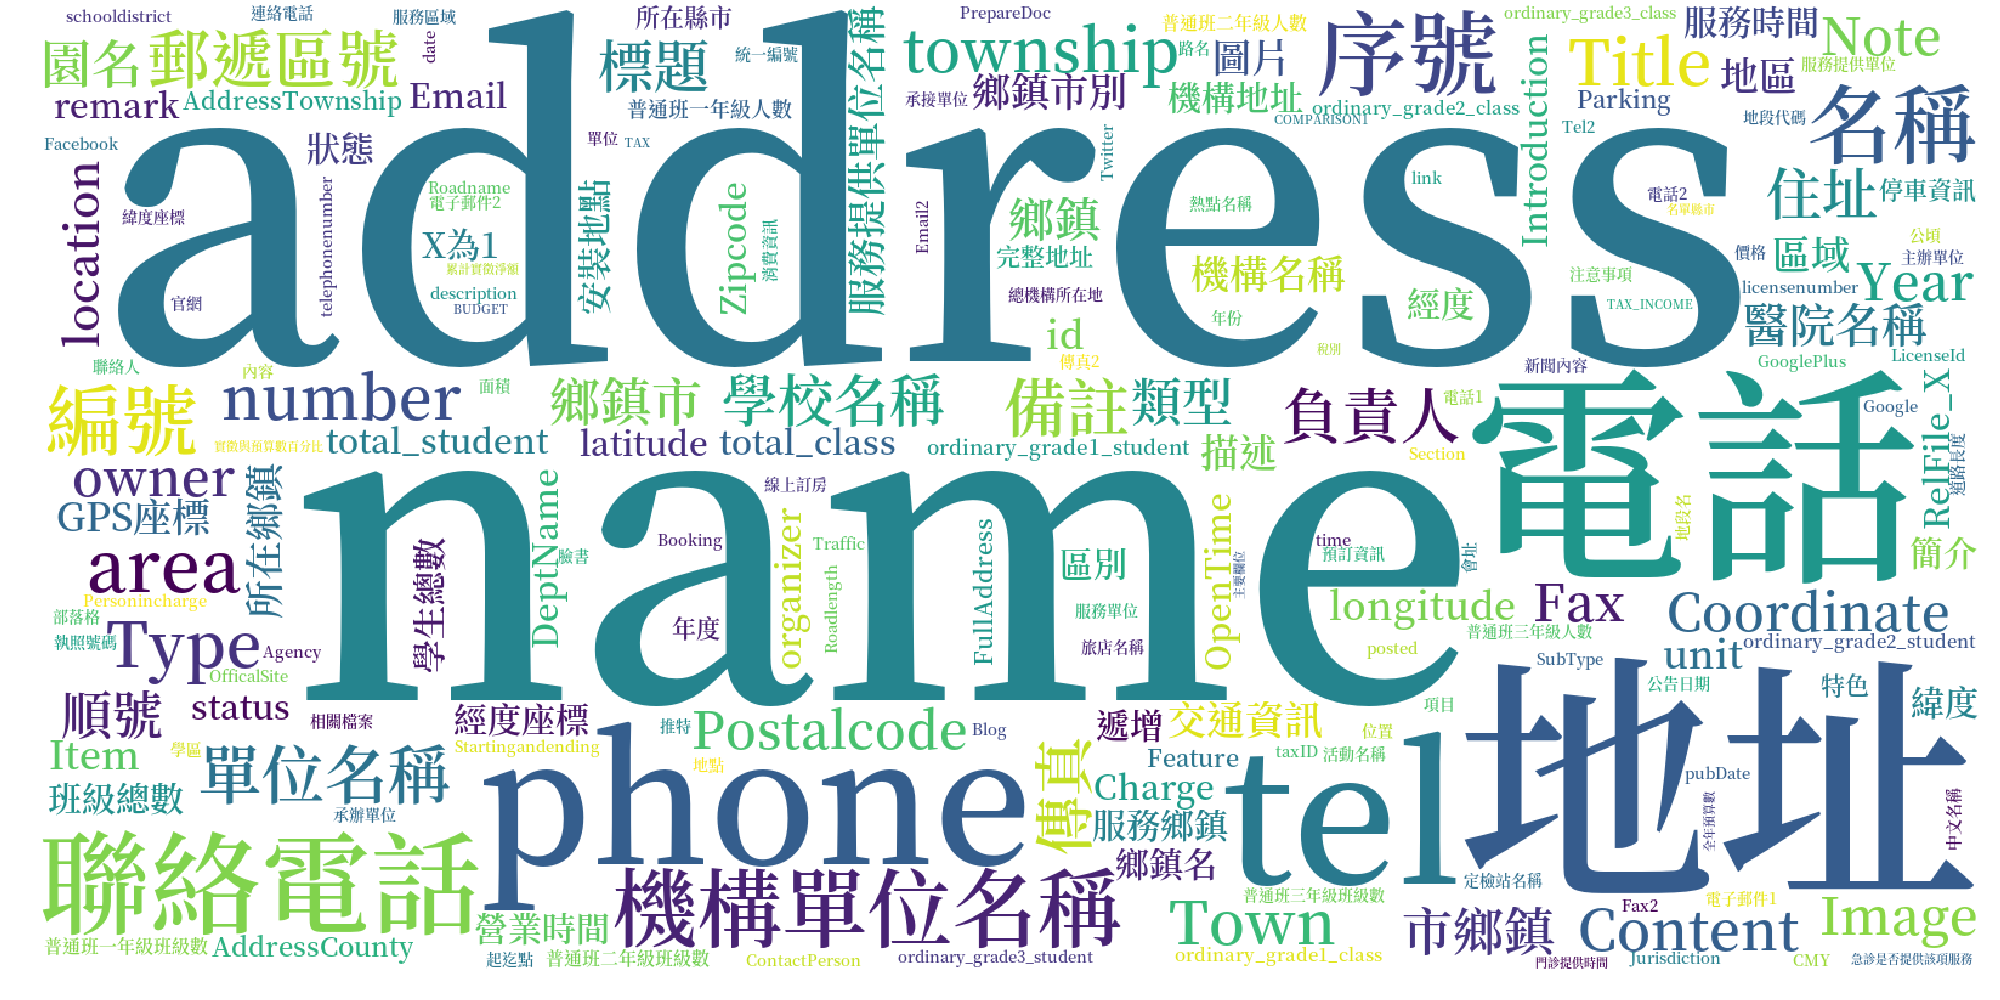 schooldistrict
連絡電話
服務區域
date
所在縣市
統一編號
PrepareDoc
普通班二年級人數
路名
ordinary_grade3_class
服務時間
Note
園名
郵遞區號
標題
服務提供單位名稱
township
圖片
序號
Introduction
Title
地區
服務提供單位
remark
AddressTownship
Email
普通班一年級人數
承接單位
鄉鎮市別
機構地址
ordinary_grade2_class
Parking
名稱
Facebook
狀態
單位
TAX
COMPARISON1
Tel2
地段代碼
address
location
緯度座標
telephonenumber
Roadname
電子郵件2
X為1
累計實徵淨額
description
BUDGET
官網
安裝地點
Zipcode
消費資訊
Twitter
Email2
鄉鎮
完整地址
總機構所在地
熱點名稱
機構名稱
年份
id
傳真2
link
經度
稅別
電話2
名單縣市
注意事項
TAX_INCOME
住址
停車資訊
區域
價格
公頃
主辦單位
licensenumber
Year
醫院名稱
新聞內容
GooglePlus
LicenseId
聯絡人
內容
面積
編號
number
鄉鎮市
學校名稱
備註
類型
負責人
電話1
電話
Google
RelFile_X
道路長度
實徵與預算數百分比
total_student
latitude
total_class
ordinary_grade1_student
描述
Section
owner
GPS座標
所在鄉鎮
name
線上訂房
DeptName
臉書
Booking
organizer
Traffic
Roadlength
FullAddress
區別
OpenTime
主要欄位
time
預訂資訊
會址
地段名
簡介
area
學生總數
Personincharge
部落格
執照號碼
Type
Agency
OfficalSite
年度
服務單位
旅店名稱
longitude
Fax
普通班三年級人數
posted
Coordinate
ordinary_grade2_student
unit
SubType
公告日期
特色
緯度
順號
status
相關檔案
經度座標
推特
Postalcode
Blog
遞增
交通資訊
項目
Item
學區
單位名稱
Startingandending
地點
phone
傳真
Feature
taxID
活動名稱
位置
tel
地址
pubDate
全年預算數
中文名稱
班級總數
承辦單位
Charge
服務鄉鎮
鄉鎮名
聯絡電話
機構單位名稱
定檢站名稱
普通班三年級班級數
電子郵件1
Fax2
營業時間
Town
市鄉鎮
Content
Image
普通班一年級班級數
AddressCounty
起迄點
普通班二年級班級數
ContactPerson
ordinary_grade3_student
ordinary_grade1_class
門診提供時間
Jurisdiction
CMY
急診是否提供該項服務